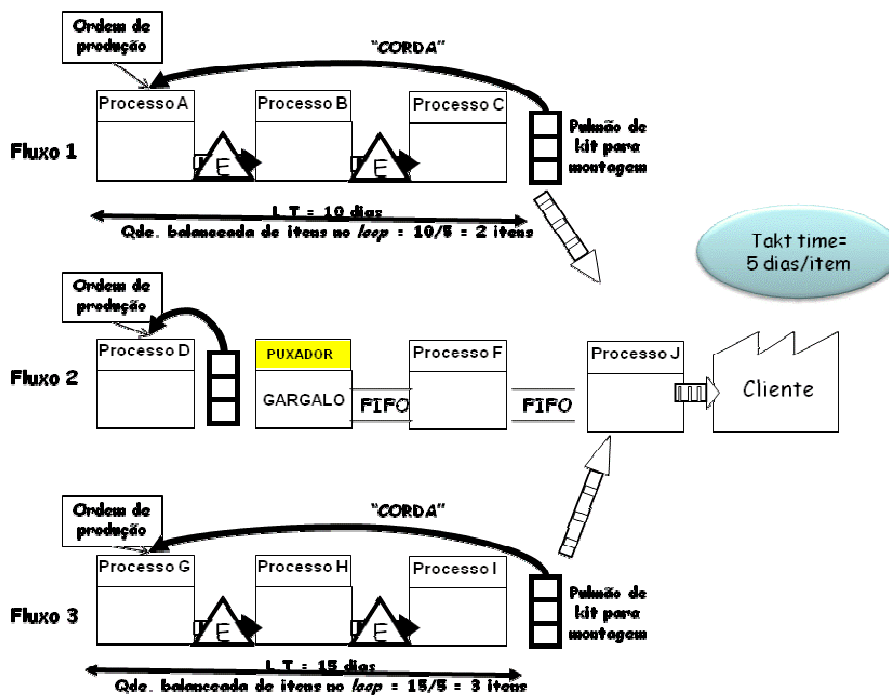 Ordem de
produção
"CORDA"
Fluxo 1
Processo A
Processo B
Processo C
E
E
Pulmão de
kit para
montagem
L T = 10 dias
Qde. balanceada de itens no loop = 10/5 = 2 itens
Takt time=
5 dias/item
Ordem de
produção
Fluxo 2
Processo D
PUXADOR
GARGALO
FIFO
Processo F
FIFO
Processo J
Cliente
Ordem de
produção
"CORDA"
Fluxo 3
Processo G
Processo H
Processo I
E
E
Pulmão de
kit para
montagem
L T = 15 dias
Qde. balanceada de itens no loop = 15/5 = 3 itens